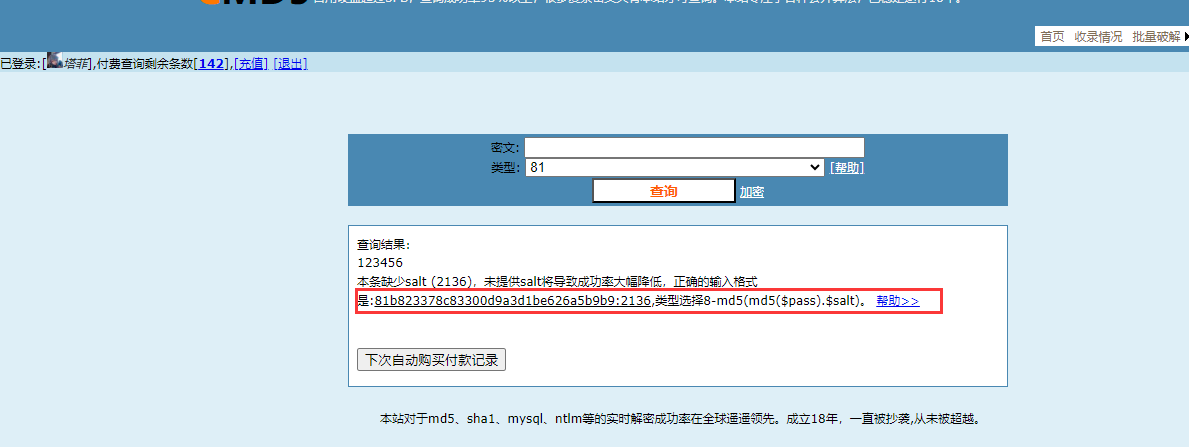 首页 收录情况 批量破解
已登录:[塔菲],付费查询剩余条数[142],[充值] [退出]
密文:
类型: 81 [帮助]
查询 加密
查询结果:
123456
本条缺少salt (2136)，未提供salt将导致成功率大幅降低，正确的输入格式
是:81b823378c83300d9a3d1be626a5b9b9:2136,类型选择8-md5(md5($pass).$salt)。 帮助>>
下次自动购买付款记录
本站对于md5、sha1、mysql、ntlm等的实时解密成功率在全球遥遥领先。成立18年，一直被抄袭,从未被超越。